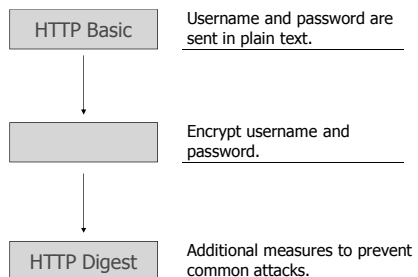 HTTP Basic
Username and password are
sent in plain text.
Encrypt username and
password.
HTTP Digest
Additional measures to prevent
common attacks.